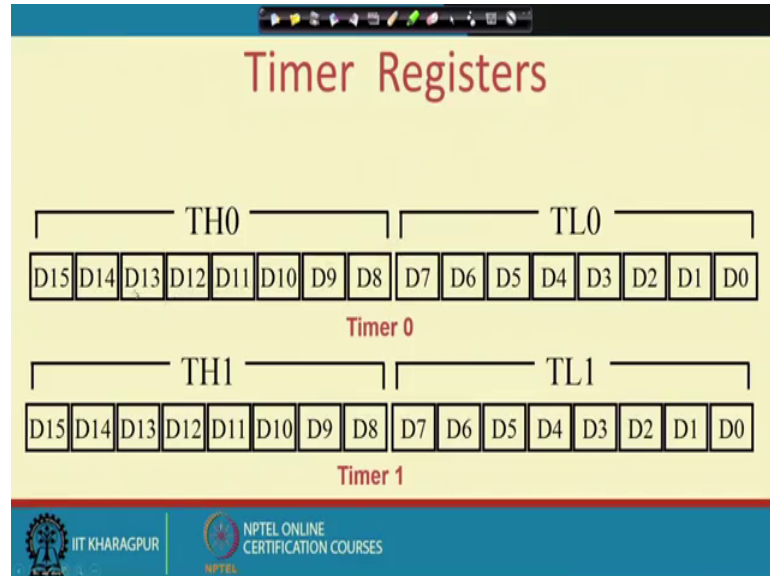 Timer Registers
TH0 TL0
D15 D14 D13 D12 D11 D10 D9 D8 D7 D6 D5 D4 D3 D2 D1 D0
Timer 0
TH1 TL1
D15 D14 D13 D12 D11 D10 D9 D8 D7 D6 D5 D4 D3 D2 D1 D0
Timer 1
IIT KHARAGPUR
NPTEL ONLINE
CERTIFICATION COURSES
NPTEL